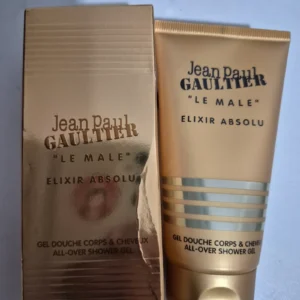 Jean Paul
GAULTIER
"LE MALE"
ELIXIR ABSOLU
GEL DOUCHE CORPS & CHEVEUX
ALL-OVER SHOWER GEL
Jean Paul
GAULTIER
"LE MALE"
ELIXIR ABSOLU
GEL DOUCHE CORPS & CHEVEUX
ALL-OVER SHOWER GEL